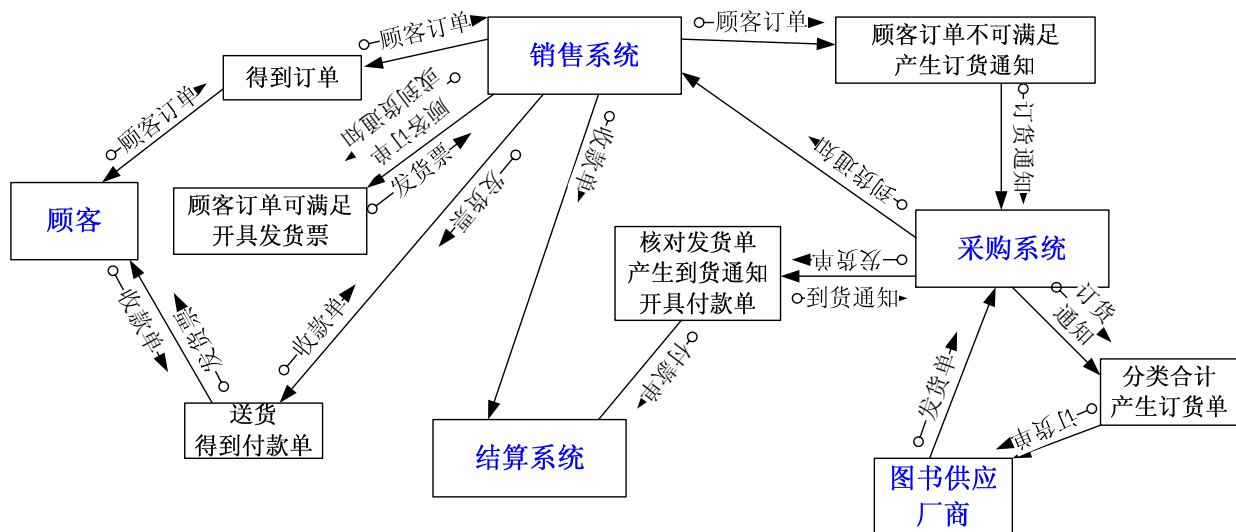 顾客订单
销售系统
顾客订单
顾客订单不可满足
产生订货通知
得到订单
顾客订单
顾客订单
或到货通知
发货票
发货票
收款单
到货通知
订货通知
顾客
顾客订单可满足
开具发货票
核对发货单
产生到货通知
开具付款单
发货单
到货通知
采购系统
收款单
发货票
收款单
付款单
发货单
订货
通知
分类合计
产生订货单
订货单
送货
得到付款单
结算系统
图书供应
厂商